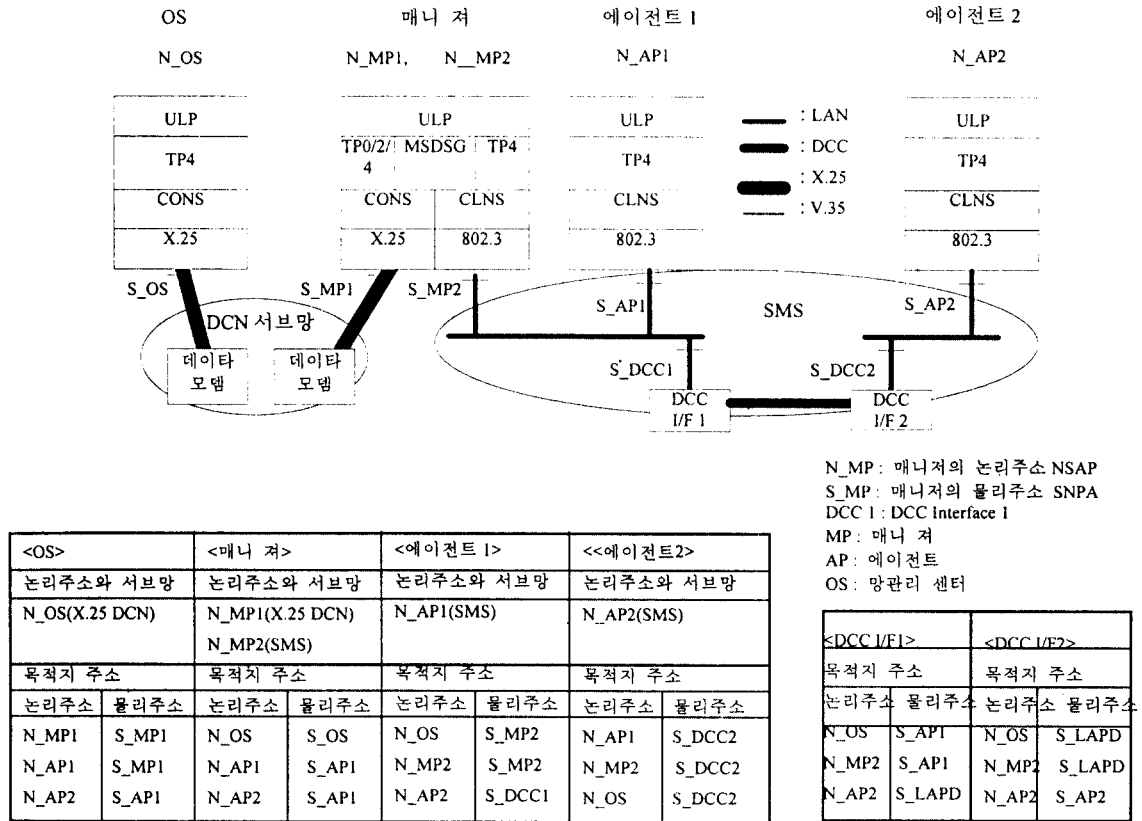 OS 매니 져 에이전트 1 에이전트 2
N_OS N_MP1, N__MP2 N_AP1 N_AP2
ULP ULP ULP ULP
TP4 TP0/2/4 MSDSG TP4 TP4 TP4
CONS CONS CLNS CLNS CLNS
X.25 X.25 802.3 802.3 802.3
: LAN
: DCC
: X.25
: V.35
S_OS S_MP1 S_MP2 S_AP1 SMS S_AP2
DCN 서브망
데이타 모뎀
데이타 모뎀
S_DCC1 S_DCC2
DCC I/F 1
DCC I/F 2
N_MP : 매니저의 논리주소 NSAP
S_MP : 매니저의 물리주소 SNPA
DCC 1 : DCC Interface 1
MP : 매니 져
AP : 에이전트
OS : 망관리 센터
<OS> <매니 져> <에이전트 1> <<에이전트2>
논리주소와 서브망 논리주소와 서브망 논리주소와 서브망 논리주소와 서브망
N_OS(X.25 DCN) N_MP1(X.25 DCN) N_AP1(SMS) N_AP2(SMS)
N_MP2(SMS)
목적지 주소 목적지 주소 목적지 주소 목적지 주소
논리주소 물리주소 논리주소 물리주소 논리주소 물리주소 논리주소 물리주소
N_MP1 S_MP1 N_OS S_OS N_OS S_MP2 N_AP1 S_DCC2
N_AP1 S_MP1 N_AP1 S_AP1 N_MP2 S_MP2 N_MP2 S_DCC2
N_AP2 S_AP1 N_AP2 S_AP1 N_AP2 S_DCC1 N_OS S_DCC2
<DCC I/F1> <DCC I/F2>
목적지 주소 목적지 주소
논리주소 물리주소 논리주소 물리주소
N_OS S_AP1 N_OS S_LAPD
N_MP2 S_AP1 N_MP2 S_LAPD
N_AP2 S_LAPD N_AP2 S_AP2